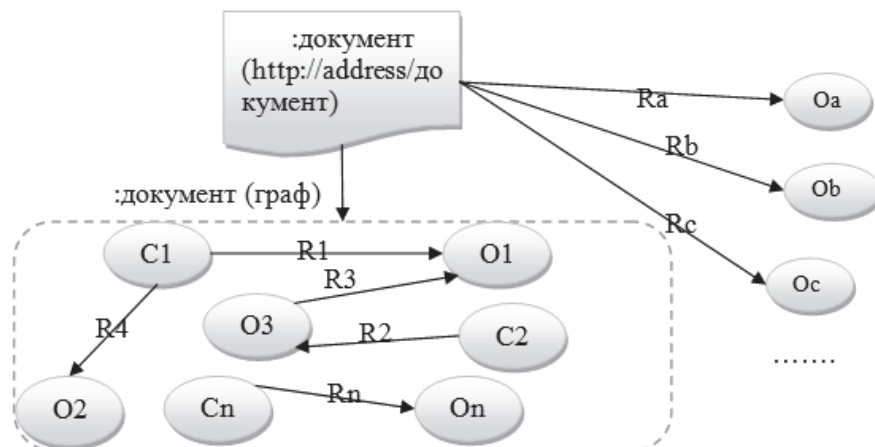 :документ
(http://address/до
кумент)
Ra
Oa
Rb
Ob
Rc
Oc
.......
:документ (граф)
C1
R1
O1
R3
O3
R2
C2
R4
O2
Cn
Rn
On